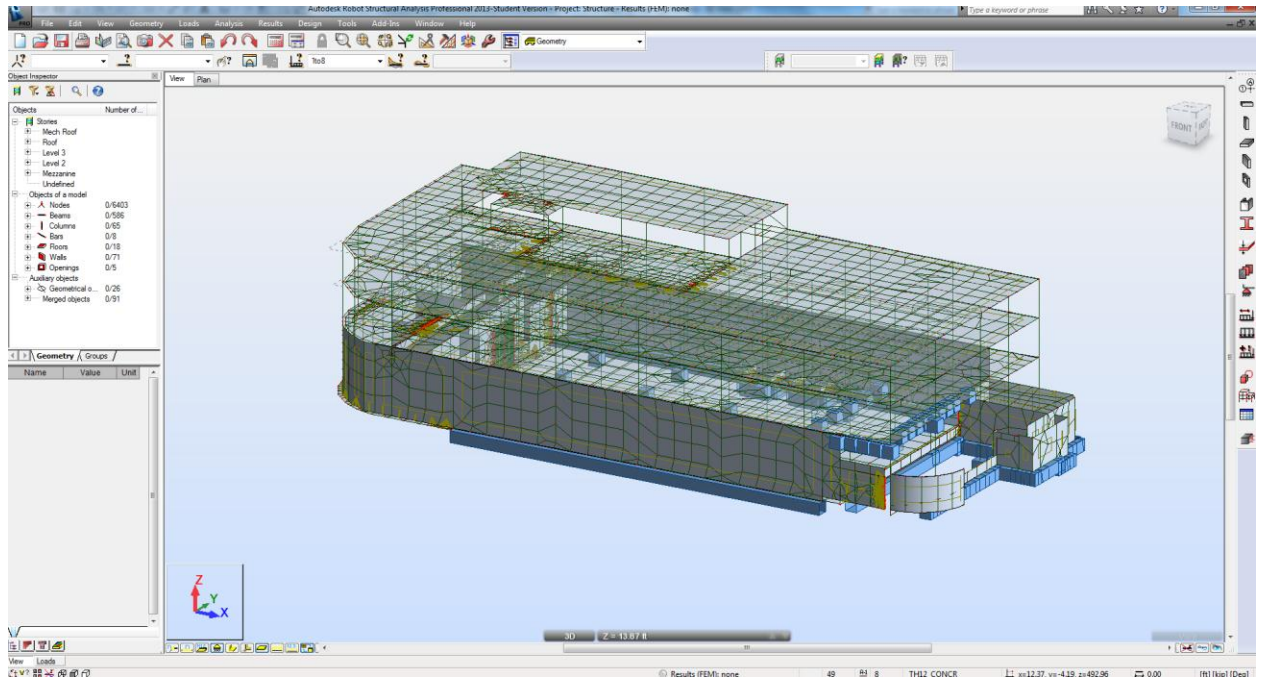 Autodesk Robot Structural Analysis Professional 2013-Student Version - Project: Structure - Results (FEM): none
Type a keyword or phrase
PRO File Edit View Geometry Loads Analysis Results Design Tools Add-Ins Window Help
Geometry
1to8
Object Inspector
View Plan
Objects Number of...
Stories
Mech Roof
Roof
Level 3
Level 2
Mezzanine
Undefined
Objects of a model
Nodes 0/6403
Beams 0/586
Columns 0/65
Bars 0/8
Floors 0/18
Walls 0/71
Openings 0/5
Auxiliary objects
Geometrical o... 0/26
Merged objects 0/91
Geometry Groups
Name Value Unit
FRONT
Z
Y
X
3D Z = 13.87 ft
View Loads
Results (FEM): none 49 8 TH12_CONCR x=12.37, y=-4.19, z=492.96 0.00 [ft] [kip] [Deg]